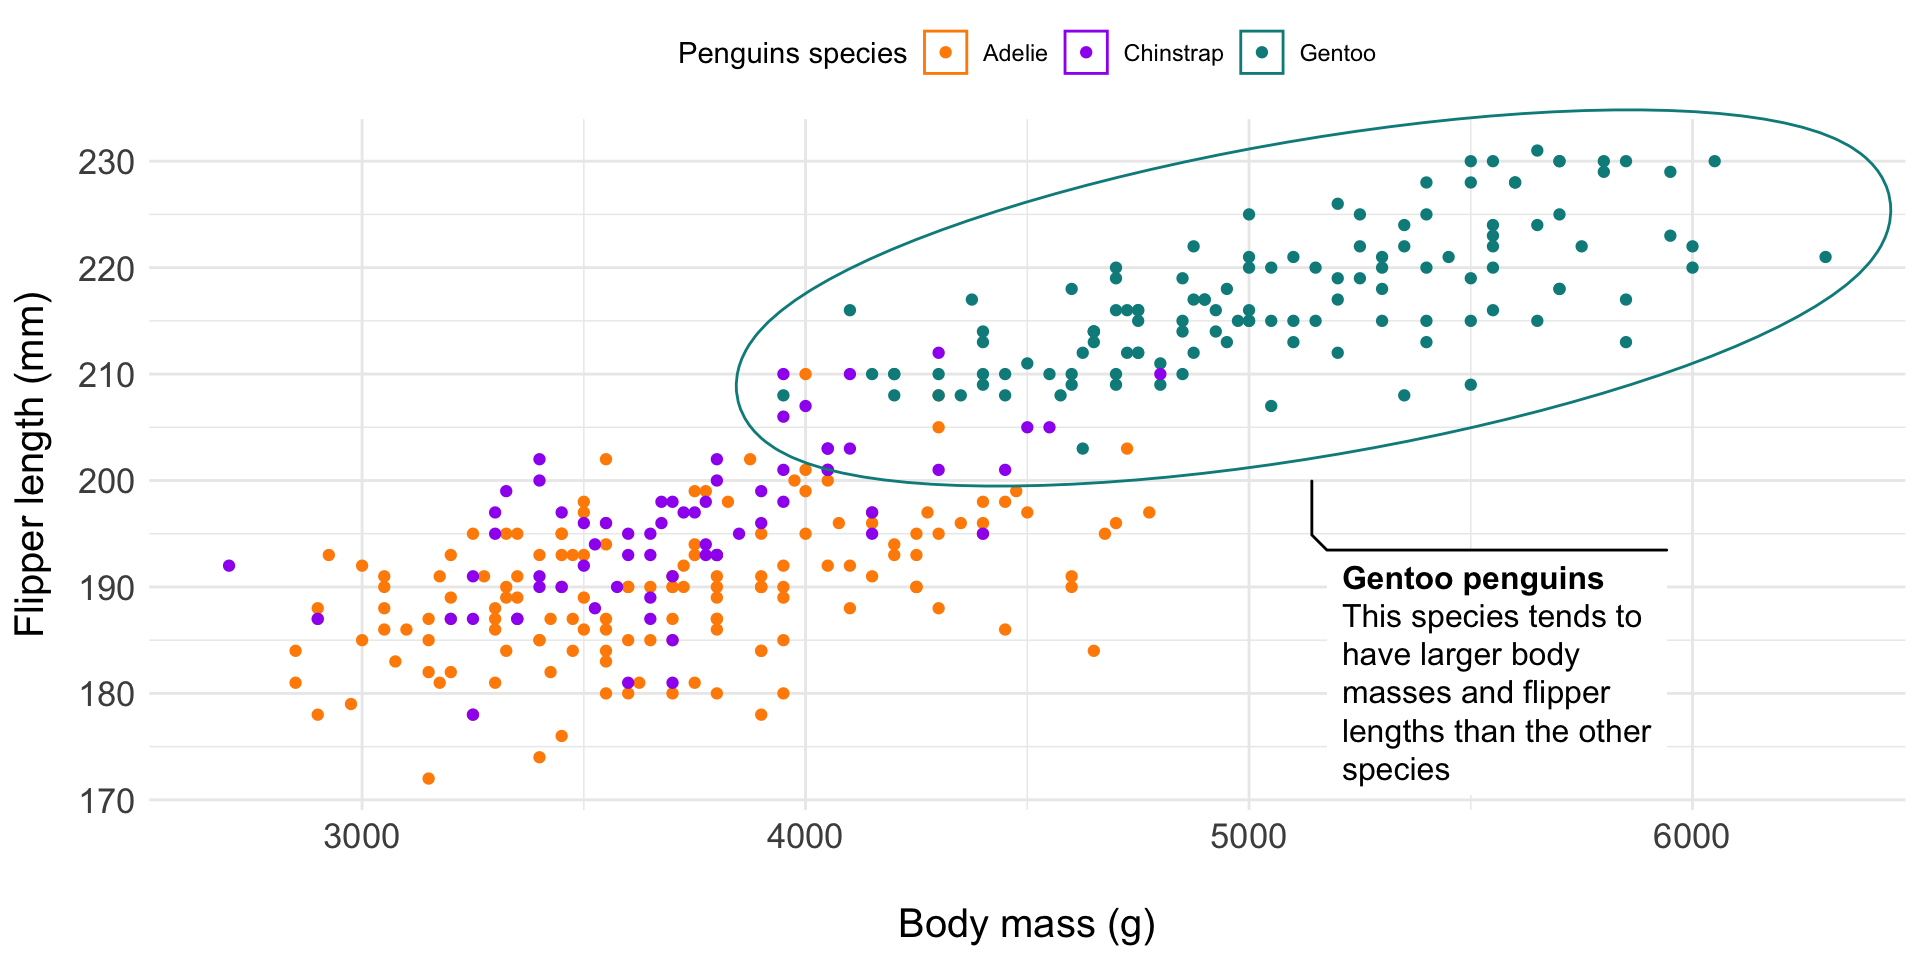 Penguins species Adelie Chinstrap Gentoo
230
220
210
200
190
180
170
Flipper length (mm)
Gentoo penguins
This species tends to
have larger body
masses and flipper
lengths than the other
species
3000 4000 5000 6000
Body mass (g)